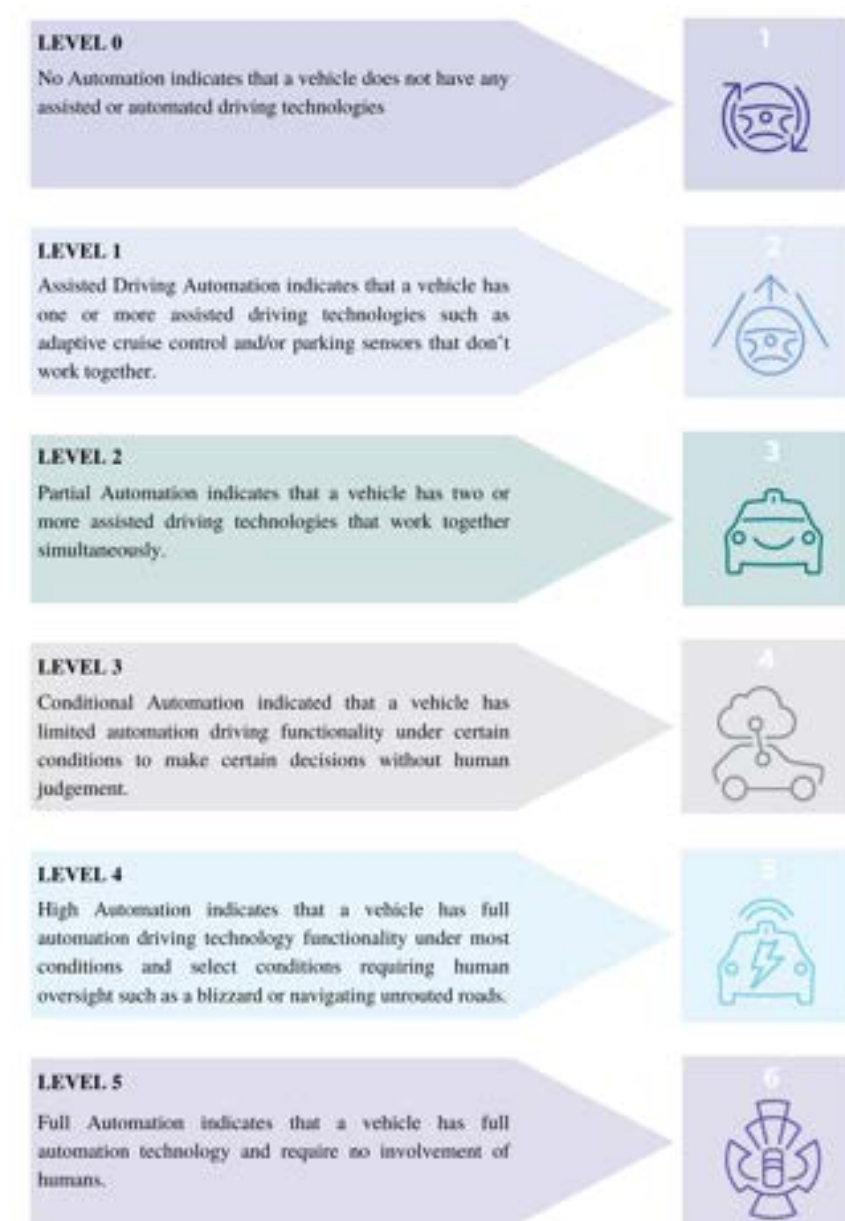 LEVEL 0
1
No Automation indicates that a vehicle does not have any
assisted or automated driving technologies
LEVEL 1
2
Assisted Driving Automation indicates that a vehicle has
one or more assisted driving technologies such as
adaptive cruise control and/or parking sensors that don't
work together.
LEVEL 2
3
Partial Automation indicates that a vehicle has two or
more assisted driving technologies that work together
simultaneously.
LEVEL 3
4
Conditional Automation indicated that a vehicle has
limited automation driving functionality under certain
conditions to make certain decisions without human
judgement.
LEVEL 4
5
High Automation indicates that a vehicle has full
automation driving technology functionality under most
conditions and select conditions requiring human
oversight such as a blizzard or navigating unrouted roads.
LEVEL 5
6
Full Automation indicates that a vehicle has full
automation technology and require no involvement of
humans.